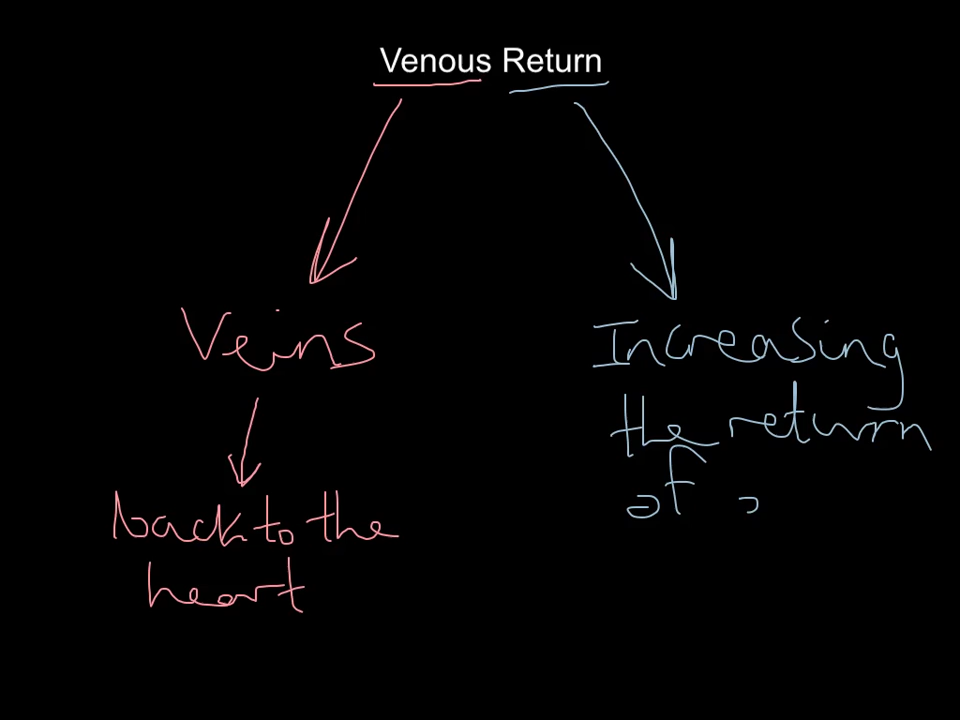 Venous Return
Veins
back to the
heart
Increasing
the return
of